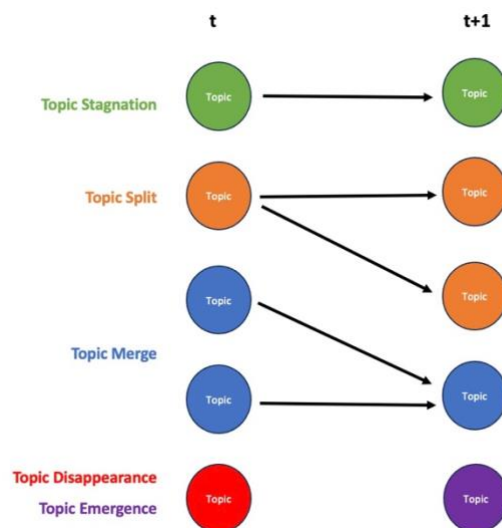 t t+1
Topic Stagnation Topic Topic
Topic Split Topic Topic
Topic Topic
Topic Merge
Topic Topic
Topic Disappearance
Topic Emergence
Topic Topic